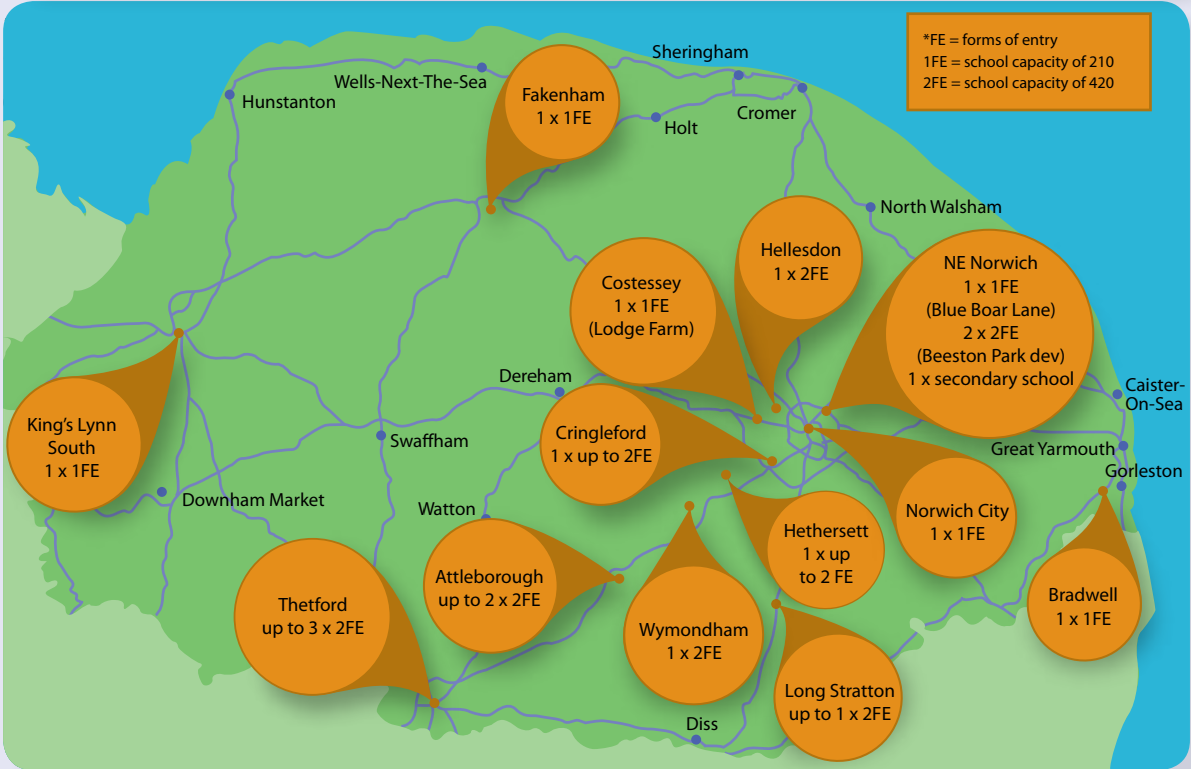 *FE = forms of entry
1FE = school capacity of 210
2FE = school capacity of 420
Sheringham
Wells-Next-The-Sea
Hunstanton
Fakenham
1 x 1FE
Holt
Cromer
North Walsham
Hellesdon
1 x 2FE
Costessey
1 x 1FE
(Lodge Farm)
NE Norwich
1 x 1FE
(Blue Boar Lane)
2 x 2FE
(Beeston Park dev)
1 x secondary school
Dereham
Caister-
On-Sea
King's Lynn
South
1 x 1FE
Swaffham
Cringleford
1 x up to 2FE
Great Yarmouth
Gorleston
Downham Market
Watton
Norwich City
1 x 1FE
Hethersett
1 x up
to 2 FE
Attleborough
up to 2 x 2FE
Thetford
up to 3 x 2FE
Bradwell
1 x 1FE
Wymondham
1 x 2FE
Long Stratton
up to 1 x 2FE
Diss